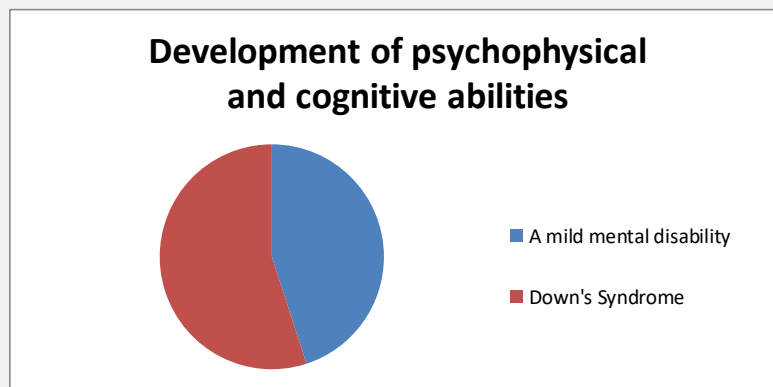 Development of psychophysical
and cognitive abilities
A mild mental disability
Down's Syndrome